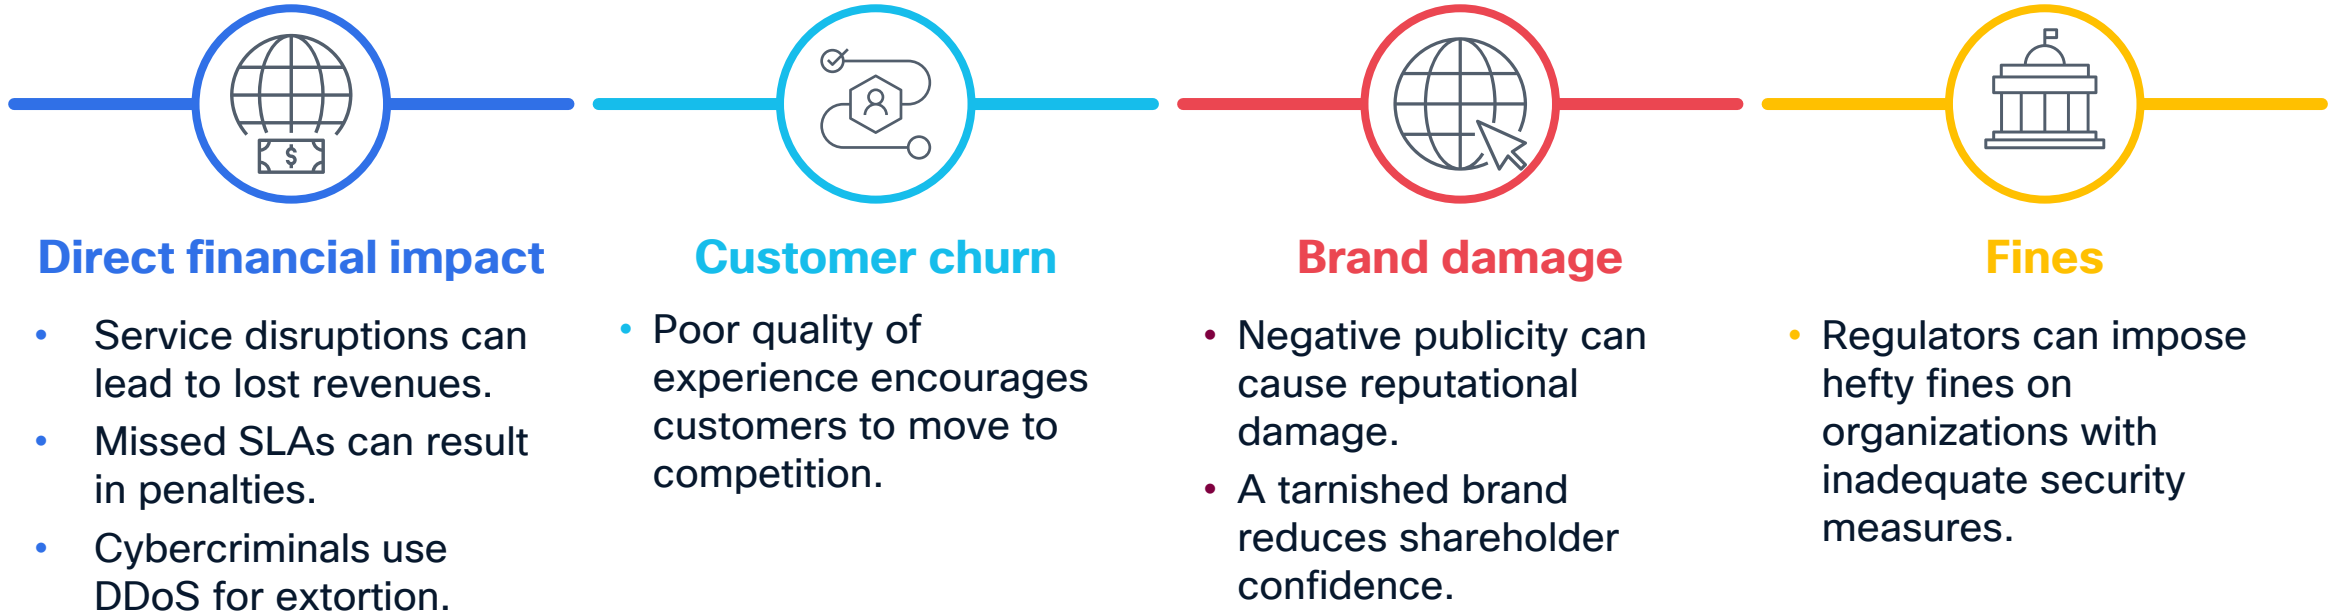 $
Direct financial impact
• Service disruptions can
lead to lost revenues.
• Missed SLAs can result
in penalties.
• Cybercriminals use
DDoS for extortion.
Customer churn
• Poor quality of
experience encourages
customers to move to
competition.
Brand damage
• Negative publicity can
cause reputational
damage.
• A tarnished brand
reduces shareholder
confidence.
Fines
• Regulators can impose
hefty fines on
organizations with
inadequate security
measures.